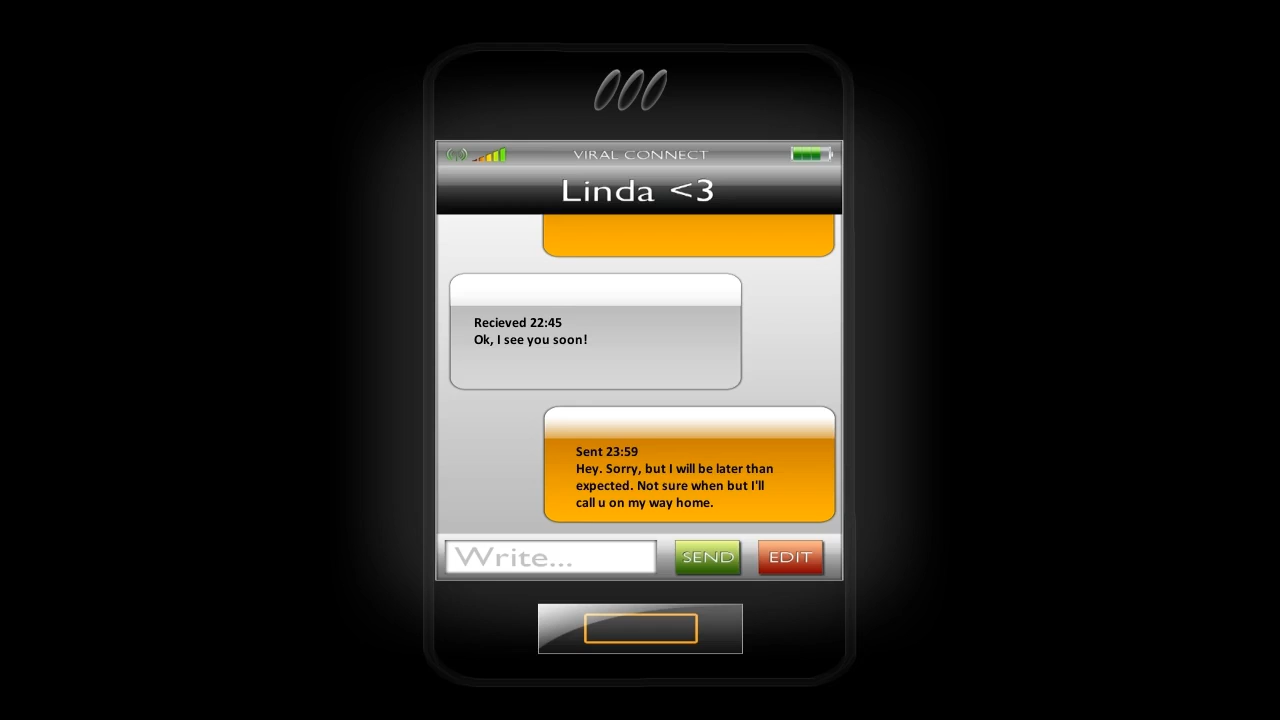 VIRAL CONNECT
Linda <3
Recieved 22:45
Ok, I see you soon!
Sent 23:59
Hey. Sorry, but I will be later than
expected. Not sure when but I'll
call u on my way home.
Write...
SEND
EDIT